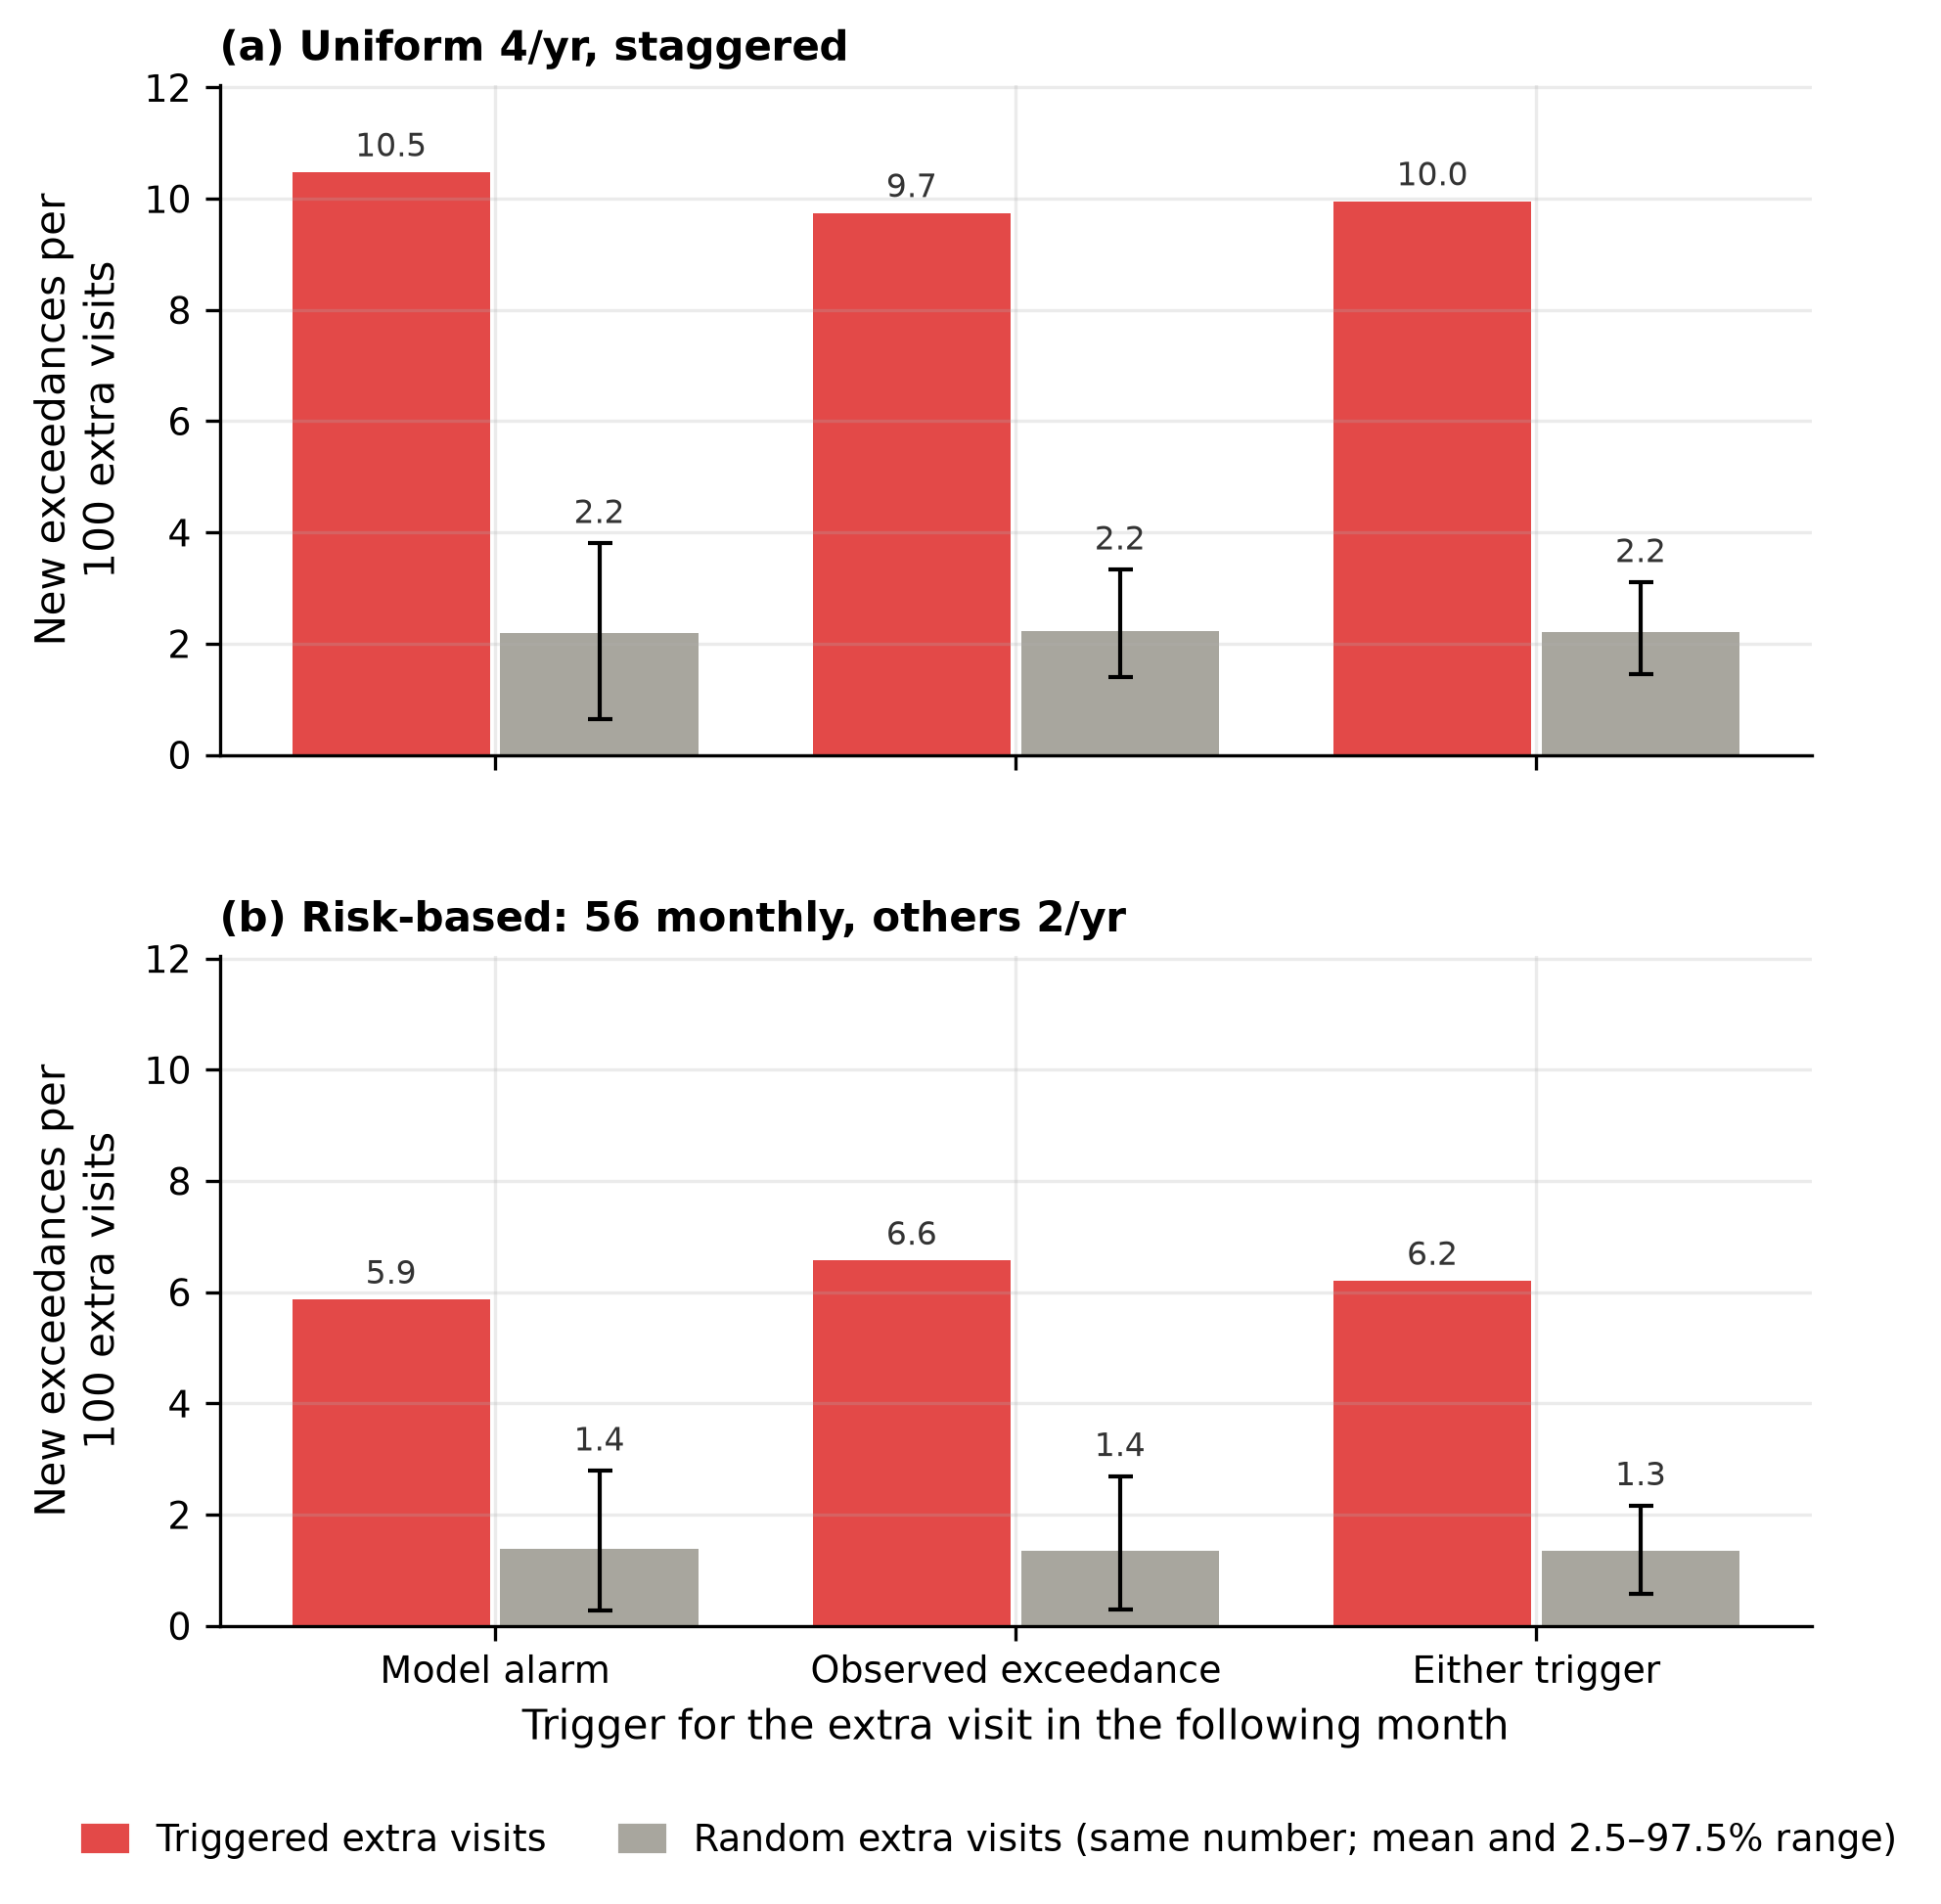 (a) Uniform 4/yr, staggered
New exceedances per
100 extra visits
12
10
8
6
4
2
0
10.5
2.2
9.7
2.2
10.0
2.2
(b) Risk-based: 56 monthly, others 2/yr
New exceedances per
100 extra visits
12
10
8
6
4
2
0
5.9
1.4
6.6
1.4
6.2
1.3
Model alarm
Observed exceedance
Either trigger
Trigger for the extra visit in the following month
Triggered extra visits
Random extra visits (same number; mean and 2.5–97.5% range)